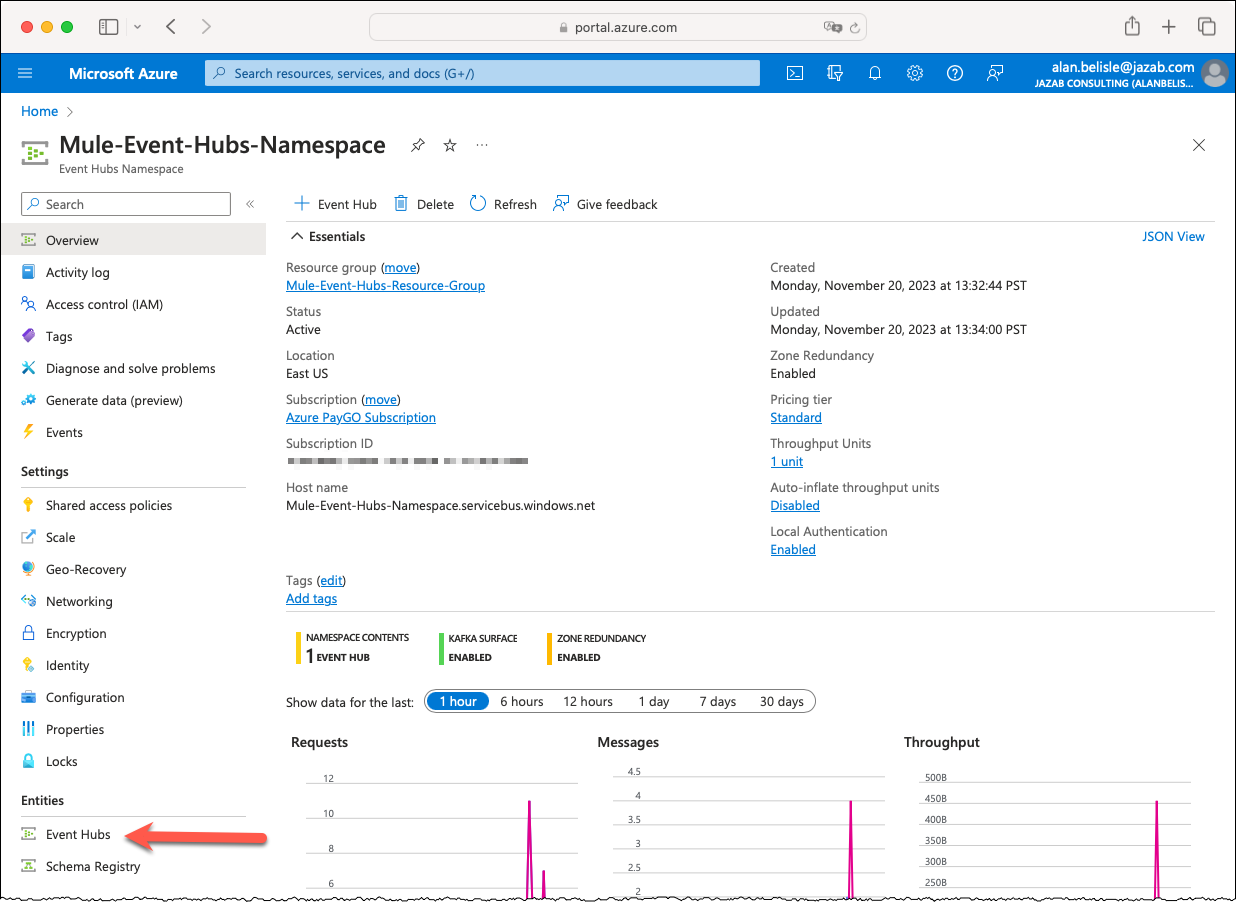 portal.azure.com
Microsoft Azure
Search resources, services, and docs (G+/)
alan.belisle@jazab.com
JAZAB CONSULTING (ALANBELIS...
Home
Mule-Event-Hubs-Namespace
Event Hubs Namespace
Search
Overview
Activity log
Access control (IAM)
Tags
Diagnose and solve problems
Generate data (preview)
Events
Settings
Shared access policies
Scale
Geo-Recovery
Networking
Encryption
Identity
Configuration
Properties
Locks
Entities
Event Hubs
Schema Registry
Event Hub
Delete
Refresh
Give feedback
Essentials
JSON View
Resource group (move)
Mule-Event-Hubs-Resource-Group
Status
Active
Location
East US
Subscription (move)
Azure PayGO Subscription
Subscription ID
Host name
Mule-Event-Hubs-Namespace.servicebus.windows.net
Created
Monday, November 20, 2023 at 13:32:44 PST
Updated
Monday, November 20, 2023 at 13:34:00 PST
Zone Redundancy
Enabled
Pricing tier
Standard
Throughput Units
1 unit
Auto-inflate throughput units
Disabled
Local Authentication
Enabled
Tags (edit)
Add tags
NAMESPACE CONTENTS
1 EVENT HUB
KAFKA SURFACE
ENABLED
ZONE REDUNDANCY
ENABLED
Show data for the last:
1 hour
6 hours
12 hours
1 day
7 days
30 days
Requests
12
10
8
6
Messages
4.5
4
3.5
3
2.5
2
Throughput
500B
450B
400B
350B
300B
250B